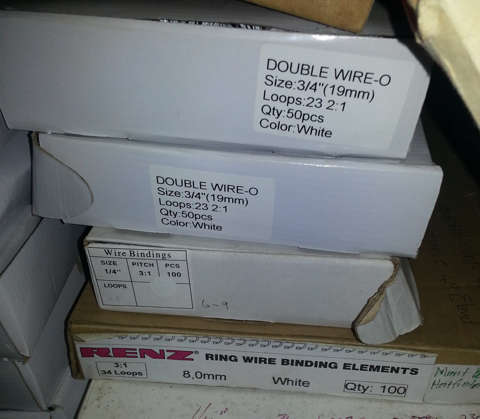 DOUBLE WIRE-O
Size:3/4"(19mm)
Loops:23 2:1
Qty:50pcs
Color:White
DOUBLE WIRE-O
Size:3/4"(19mm)
Loops:23 2:1
Qty:50pcs
Color:White
Wire Bindings
SIZE PITCH PCS
1/4" 3:1 100
LOOPS
6-9
RENZ RING WIRE BINDING ELEMENTS
3:1
34 Loops
8,0mm White Qty: 100